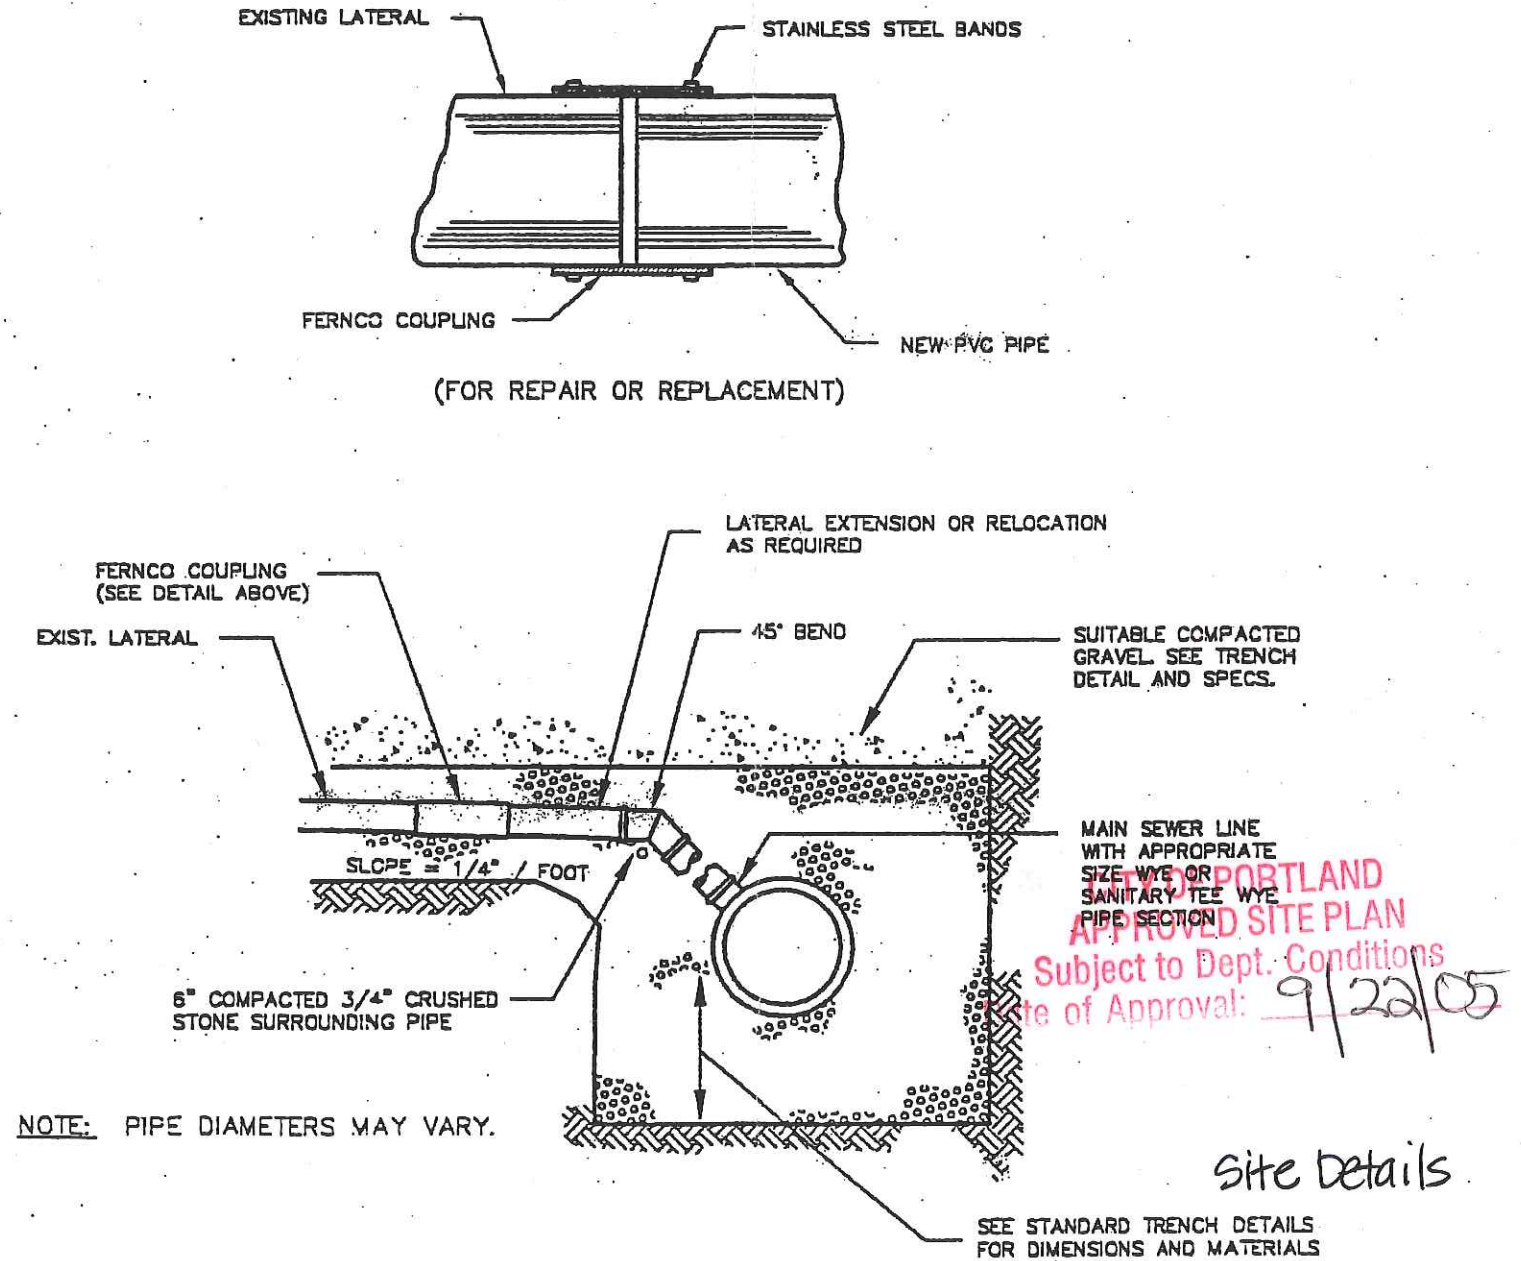 EXISTING LATERAL
STAINLESS STEEL BANDS
FERNCO COUPLING
NEW PVC PIPE
(FOR REPAIR OR REPLACEMENT)
LATERAL EXTENSION OR RELOCATION
AS REQUIRED
FERNCO COUPLING
(SEE DETAIL ABOVE)
EXIST. LATERAL
45° BEND
SUITABLE COMPACTED
GRAVEL. SEE TRENCH
DETAIL AND SPECS.
SLOPE = 1/4" / FOOT
MAIN SEWER LINE
WITH APPROPRIATE
SIZE WYE OR
SANITARY TEE WYE
PIPE SECTION
CITY OF PORTLAND
APPROVED SITE PLAN
Subject to Dept. Conditions
Date of Approval: 9/22/05
6" COMPACTED 3/4" CRUSHED
STONE SURROUNDING PIPE
NOTE: PIPE DIAMETERS MAY VARY.
Site Details
SEE STANDARD TRENCH DETAILS
FOR DIMENSIONS AND MATERIALS